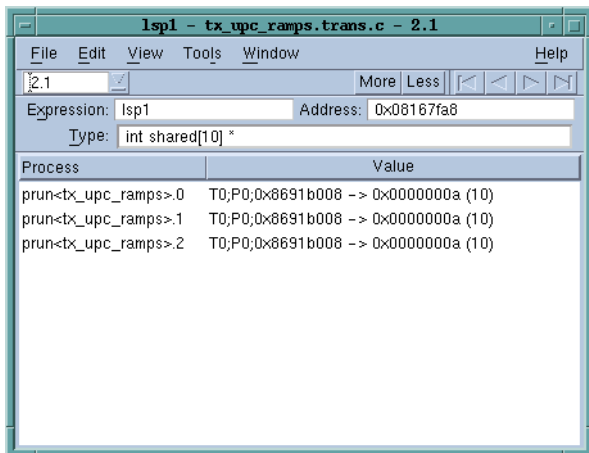 lsp1 - tx_upc_ramps.trans.c - 2.1
File Edit View Tools Window Help
2.1 More Less
Expression: lsp1 Address: 0x08167fa8
Type: int shared[10] *
Process Value
prun<tx_upc_ramps>.0 T0;P0;0x8691b008 -> 0x0000000a (10)
prun<tx_upc_ramps>.1 T0;P0;0x8691b008 -> 0x0000000a (10)
prun<tx_upc_ramps>.2 T0;P0;0x8691b008 -> 0x0000000a (10)